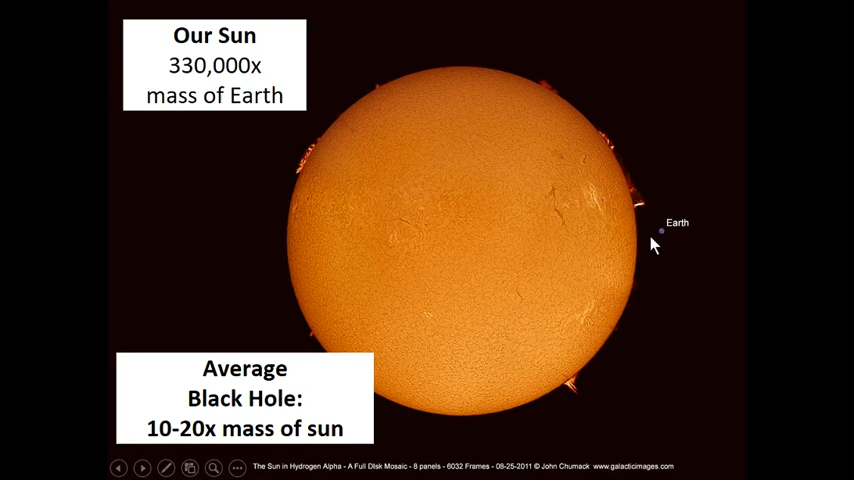 Our Sun
330,000x
mass of Earth
Earth
Average
Black Hole:
10-20x mass of sun
The Sun in Hydrogen Alpha - A Full DIsk Mosaic - 8 panels - 6032 Frames - 08-25-2011 © John Chumack www.galacticimages.com